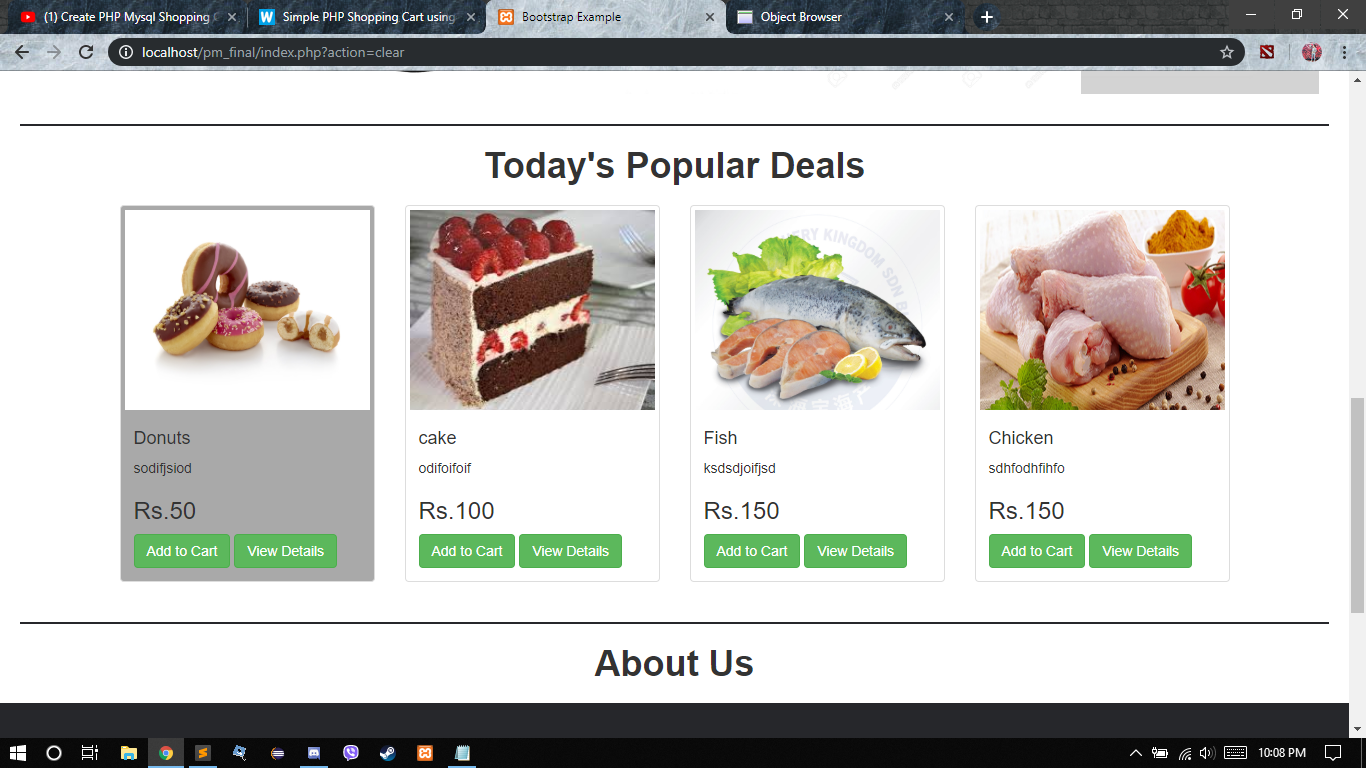 (1) Create PHP Mysql Shopping
Simple PHP Shopping Cart using
Bootstrap Example
Object Browser
localhost/pm_final/index.php?action=clear
Today's Popular Deals
Donuts
sodifjsiod
Rs.50
Add to Cart
View Details
cake
odifoifoif
Rs.100
Add to Cart
View Details
KINGDOM SDN
Fish
ksdsdjoifjsd
Rs.150
Add to Cart
View Details
Chicken
sdhfodhfihfo
Rs.150
Add to Cart
View Details
About Us
10:08 PM